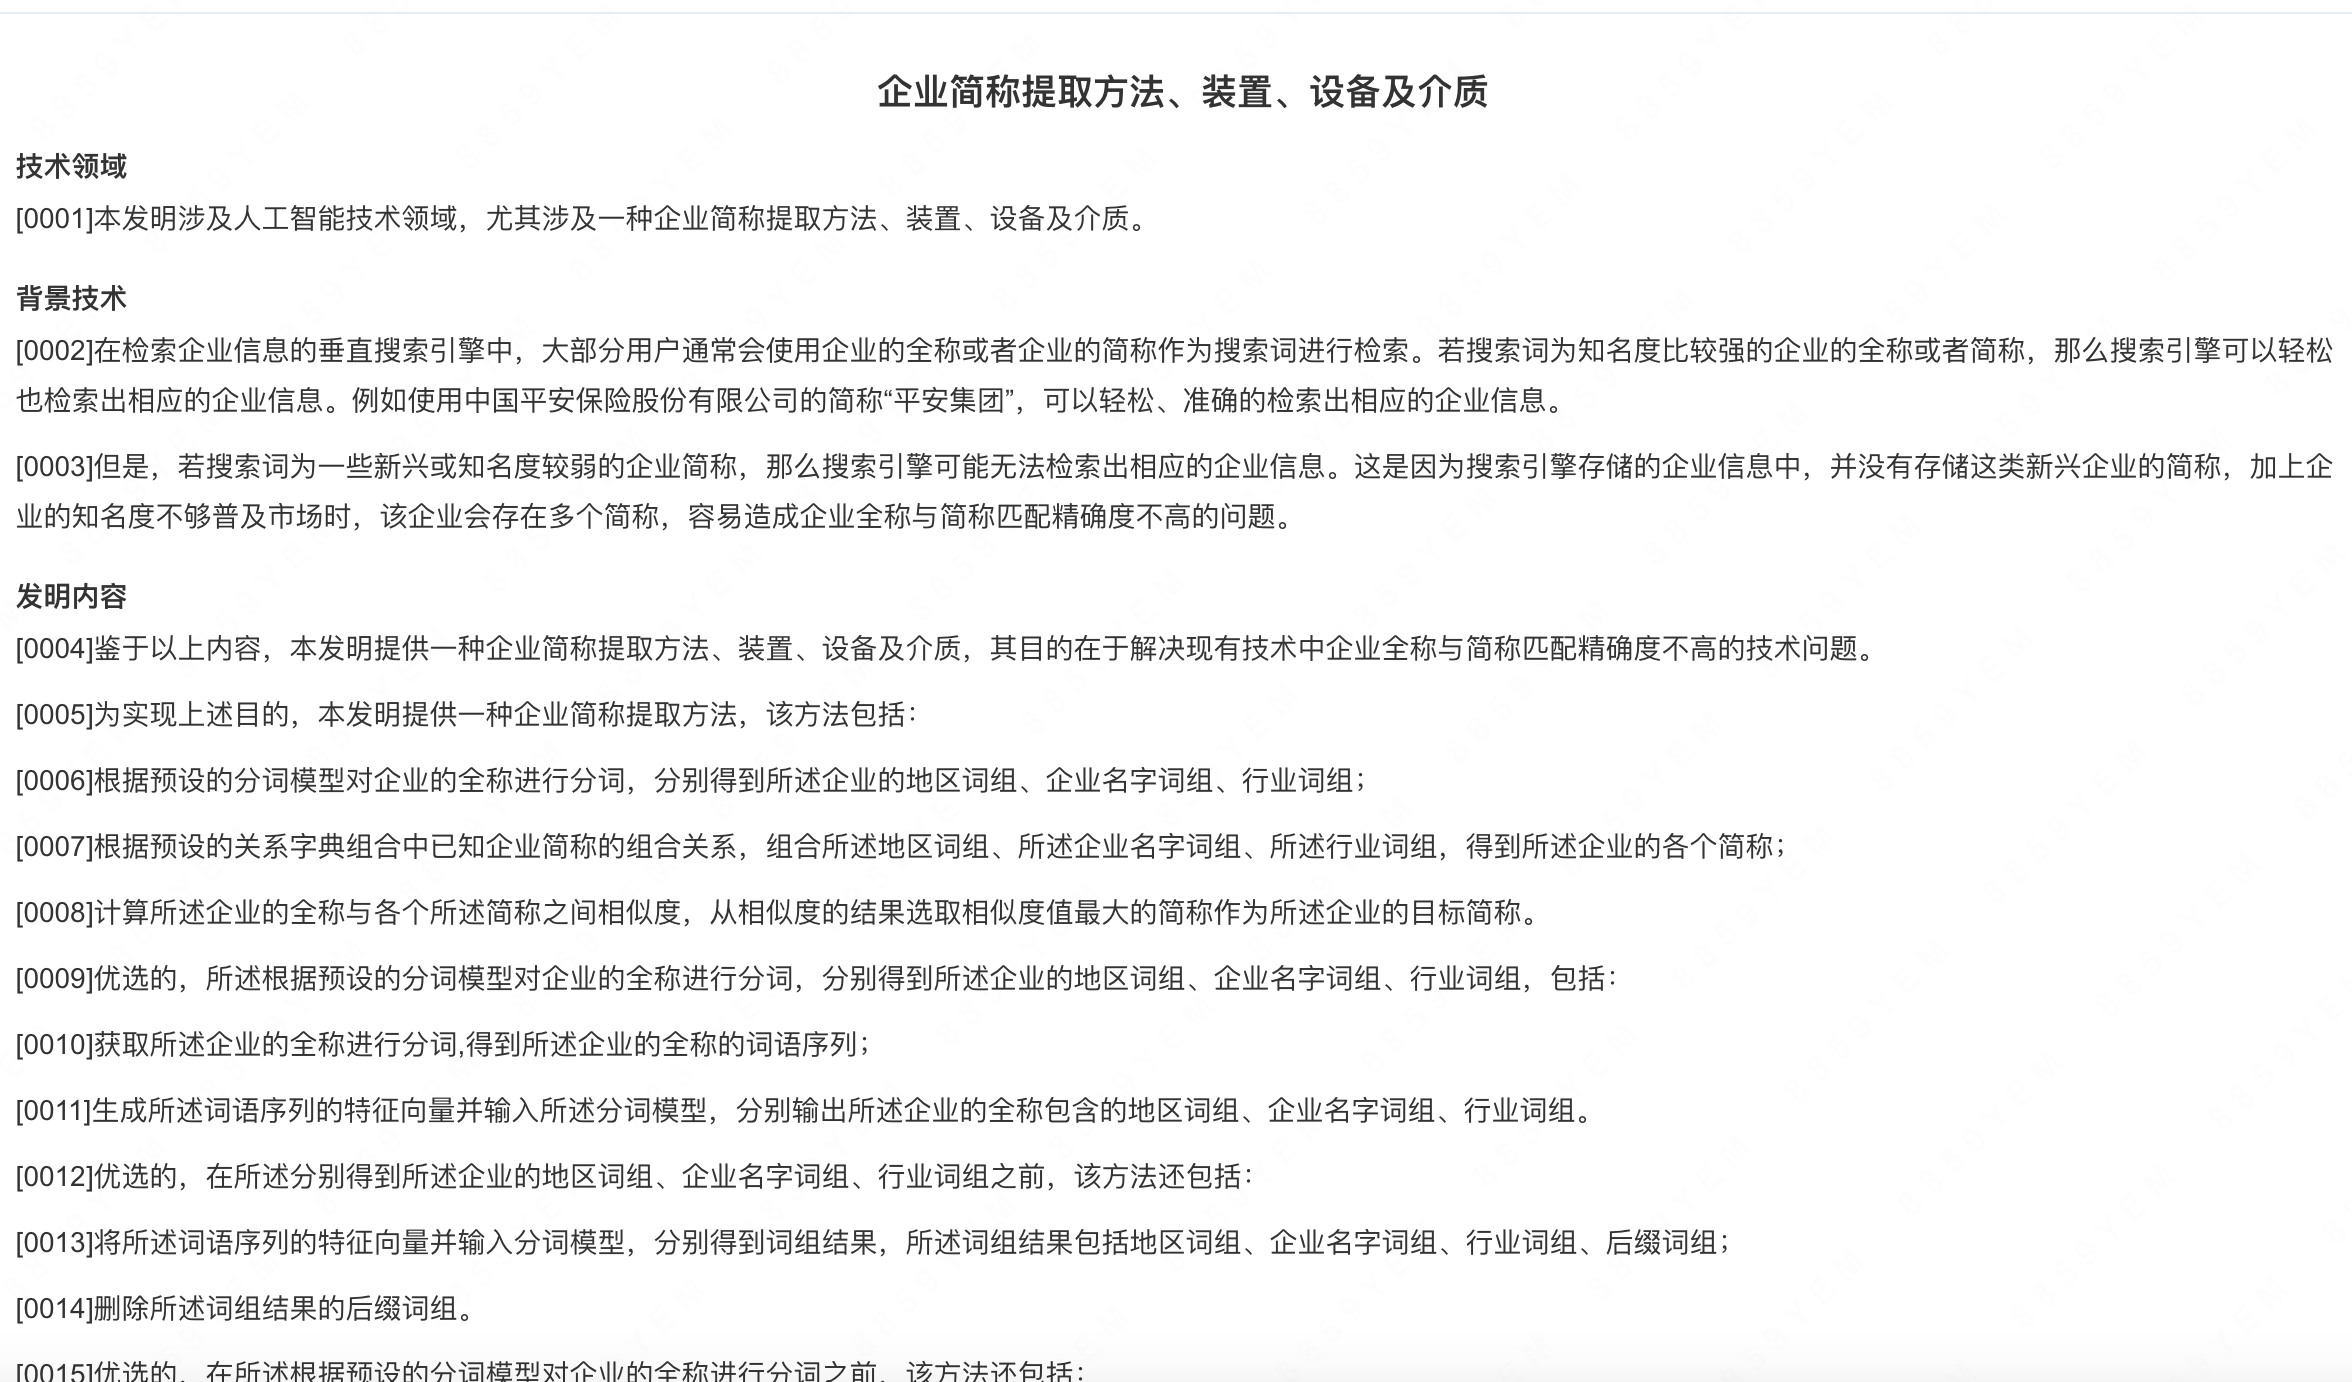 企业简称提取方法、装置、设备及介质
技术领域
[0001]本发明涉及人工智能技术领域，尤其涉及一种企业简称提取方法、装置、设备及介质。
背景技术
[0002]在检索企业信息的垂直搜索引擎中，大部分用户通常会使用企业的全称或者企业的简称作为搜索词进行检索。若搜索词为知名度比较强的企业的全称或者简称，那么搜索引擎可以轻松
也检索出相应的企业信息。例如使用中国平安保险股份有限公司的简称“平安集团”，可以轻松、准确的检索出相应的企业信息。
[0003]但是，若搜索词为一些新兴或知名度较弱的企业简称，那么搜索引擎可能无法检索出相应的企业信息。这是因为搜索引擎存储的企业信息中，并没有存储这类新兴企业的简称，加上企
业的知名度不够普及市场时，该企业会存在多个简称，容易造成企业全称与简称匹配精确度不高的问题。
发明内容
[0004]鉴于以上内容，本发明提供一种企业简称提取方法、装置、设备及介质，其目的在于解决现有技术中企业全称与简称匹配精确度不高的技术问题。
[0005]为实现上述目的，本发明提供一种企业简称提取方法，该方法包括：
[0006]根据预设的分词模型对企业的全称进行分词，分别得到所述企业的地区词组、企业名字词组、行业词组；
[0007]根据预设的关系字典组合中已知企业简称的组合关系，组合所述地区词组、所述企业名字词组、所述行业词组，得到所述企业的各个简称；
[0008]计算所述企业的全称与各个所述简称之间相似度，从相似度的结果选取相似度值最大的简称作为所述企业的目标简称。
[0009]优选的，所述根据预设的分词模型对企业的全称进行分词，分别得到所述企业的地区词组、企业名字词组、行业词组，包括：
[0010]获取所述企业的全称进行分词,得到所述企业的全称的词语序列；
[0011]生成所述词语序列的特征向量并输入所述分词模型，分别输出所述企业的全称包含的地区词组、企业名字词组、行业词组。
[0012]优选的，在所述分别得到所述企业的地区词组、企业名字词组、行业词组之前，该方法还包括：
[0013]将所述词语序列的特征向量并输入分词模型，分别得到词组结果，所述词组结果包括地区词组、企业名字词组、行业词组、后缀词组；
[0014]删除所述词组结果的后缀词组。
[0015]优选的，在所述根据预设的分词模型对企业的全称进行分词之前，该方法还包括：